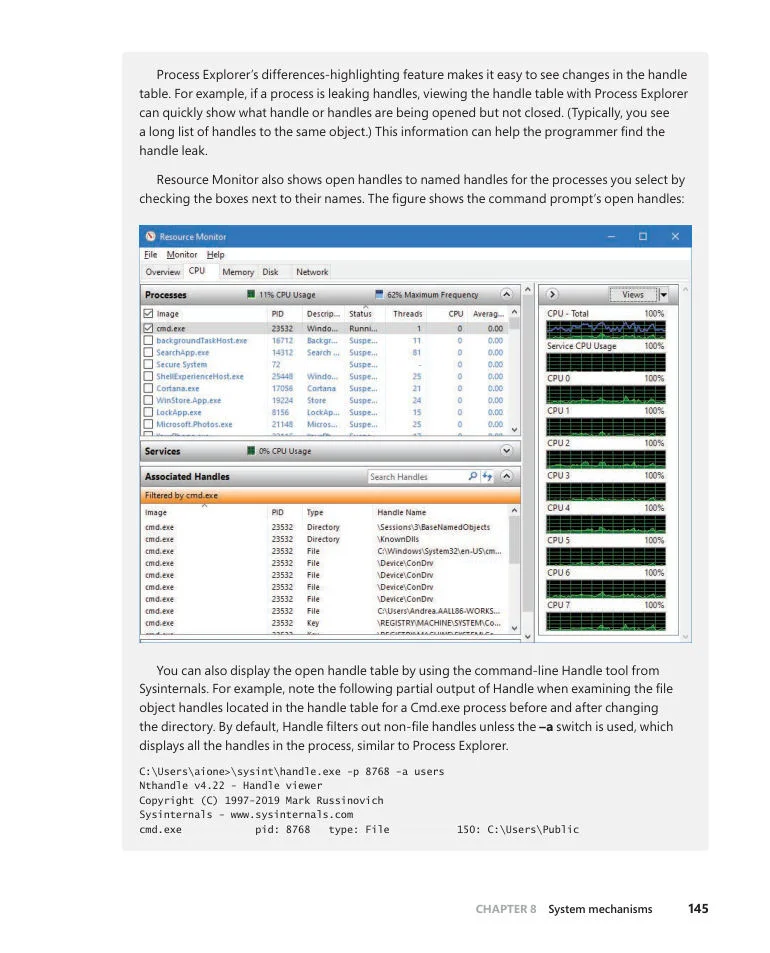 Process Explorer’s differences-highlighting feature makes it easy to see changes in the handle
table. For example, if a process is leaking handles, viewing the handle table with Process Explorer
can quickly show what handle or handles are being opened but not closed. (Typically, you see
a long list of handles to the same object.) This information can help the programmer find the
handle leak.
Resource Monitor also shows open handles to named handles for the processes you select by
checking the boxes next to their names. The figure shows the command prompt’s open handles:
Resource Monitor
File Monitor Help
Overview CPU Memory Disk Network
Processes 11% CPU Usage 62% Maximum Frequency
Image PID Descrip... Status Threads CPU Averag...
cmd.exe 23532 Windo... Runni... 1 0 0.00
backgroundTaskHost.exe 16712 Backgr... Suspe... 11 0 0.00
SearchApp.exe 14312 Search ... Suspe... 81 0 0.00
Secure System 72 Suspe... - 0 0.00
ShellExperienceHost.exe 25448 Windo... Suspe... 25 0 0.00
Cortana.exe 17056 Cortana Suspe... 21 0 0.00
WinStore.App.exe 19224 Store Suspe... 24 0 0.00
LockApp.exe 8156 LockAp... Suspe... 15 0 0.00
Microsoft.Photos.exe 21148 Micros... Suspe... 25 0 0.00
Services 0% CPU Usage
Associated Handles Search Handles
Filtered by cmd.exe
Image PID Type Handle Name
cmd.exe 23532 Directory \Sessions\3\BaseNamedObjects
cmd.exe 23532 Directory \KnownDlls
cmd.exe 23532 File C:\Windows\System32\en-US\cm...
cmd.exe 23532 File \Device\ConDrv
cmd.exe 23532 File \Device\ConDrv
cmd.exe 23532 File \Device\ConDrv
cmd.exe 23532 File \Device\ConDrv
cmd.exe 23532 File C:\Users\Andrea.AALL86-WORKS...
cmd.exe 23532 Key \REGISTRY\MACHINE\SYSTEM\Co...
Views
CPU - Total 100%
Service CPU Usage 100%
CPU 0 100%
CPU 1 100%
CPU 2 100%
CPU 3 100%
CPU 4 100%
CPU 5 100%
CPU 6 100%
CPU 7 100%
You can also display the open handle table by using the command-line Handle tool from
Sysinternals. For example, note the following partial output of Handle when examining the file
object handles located in the handle table for a Cmd.exe process before and after changing
the directory. By default, Handle filters out non-file handles unless the –a switch is used, which
displays all the handles in the process, similar to Process Explorer.
C:\Users\aione>\sysint\handle.exe -p 8768 -a users
Nthandle v4.22 - Handle viewer
Copyright (C) 1997-2019 Mark Russinovich
Sysinternals - www.sysinternals.com
cmd.exe pid: 8768 type: File 150: C:\Users\Public
CHAPTER 8 System mechanisms 145